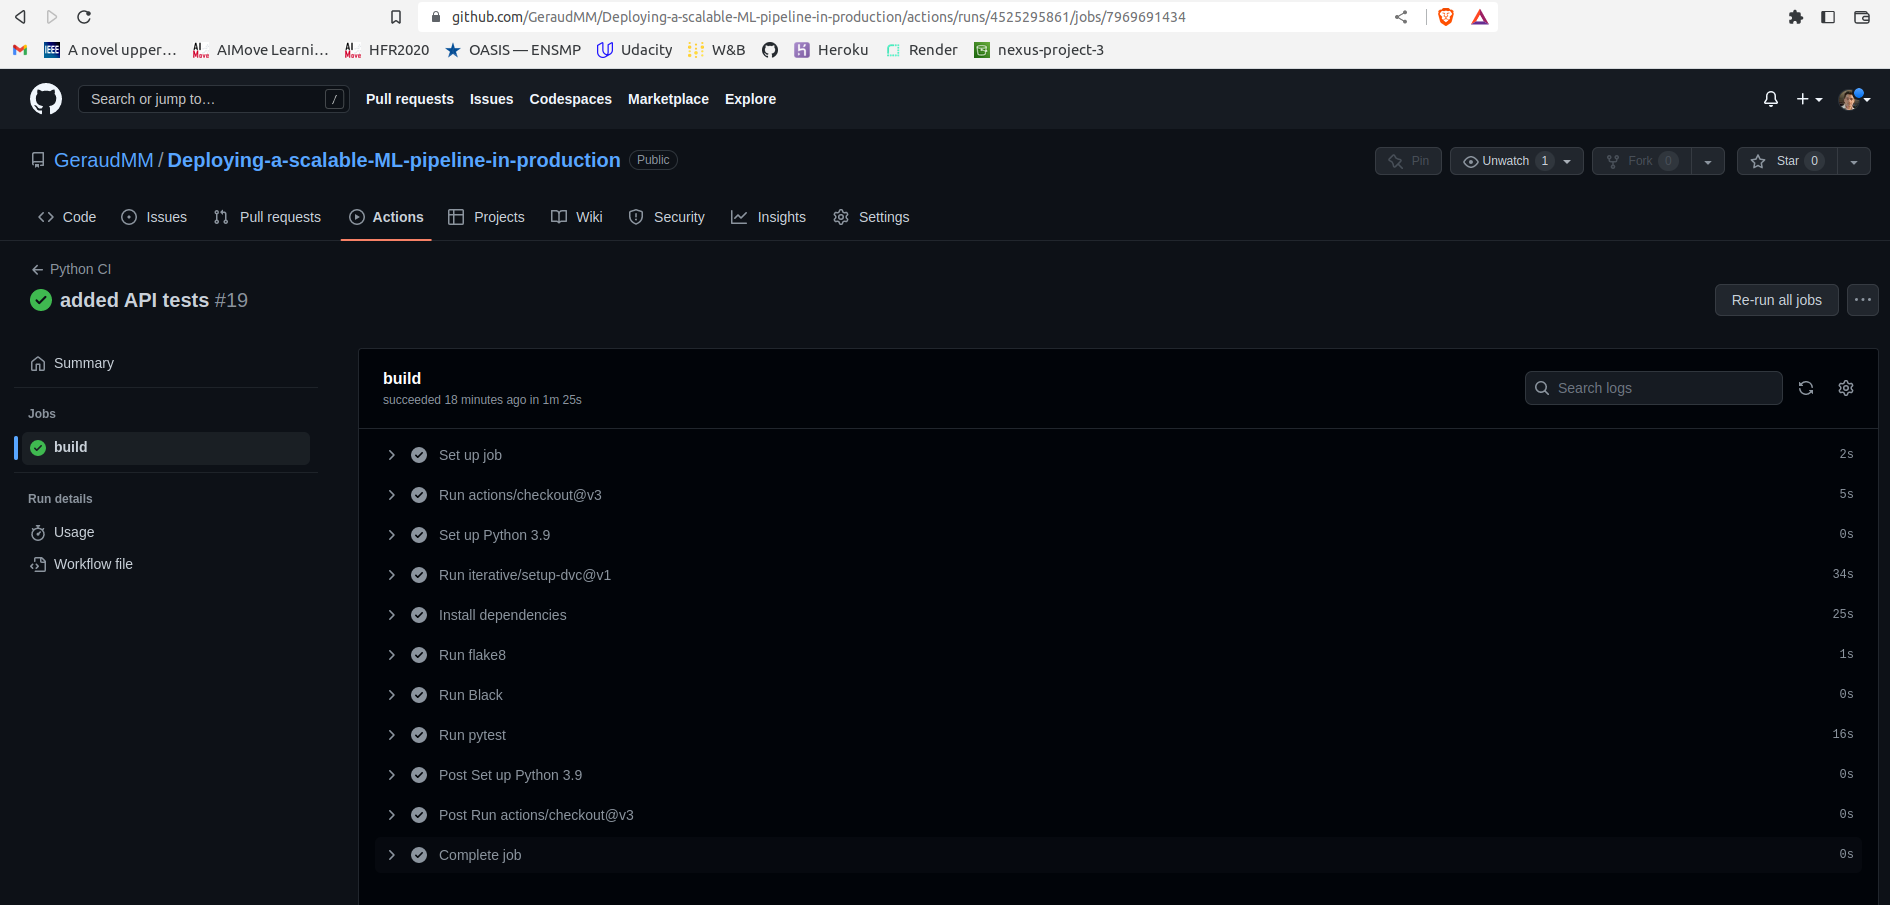 github.com/GeraudMM/Deploying-a-scalable-ML-pipeline-in-production/actions/runs/4525295861/jobs/7969691434
IEEE A novel upper… AI Move AIMove Learni… AI Move HFR2020 OASIS — ENSMP Udacity W&B Heroku Render nexus-project-3
Search or jump to… / Pull requests Issues Codespaces Marketplace Explore
GeraudMM / Deploying-a-scalable-ML-pipeline-in-production Public Pin Unwatch 1 Fork 0 Star 0
Code Issues Pull requests Actions Projects Wiki Security Insights Settings
Python CI
added API tests #19
Re-run all jobs
Summary
Jobs
build
Run details
Usage
Workflow file
build
succeeded 18 minutes ago in 1m 25s
Search logs
Set up job 2s
Run actions/checkout@v3 5s
Set up Python 3.9 0s
Run iterative/setup-dvc@v1 34s
Install dependencies 25s
Run flake8 1s
Run Black 0s
Run pytest 16s
Post Set up Python 3.9 0s
Post Run actions/checkout@v3 0s
Complete job 0s